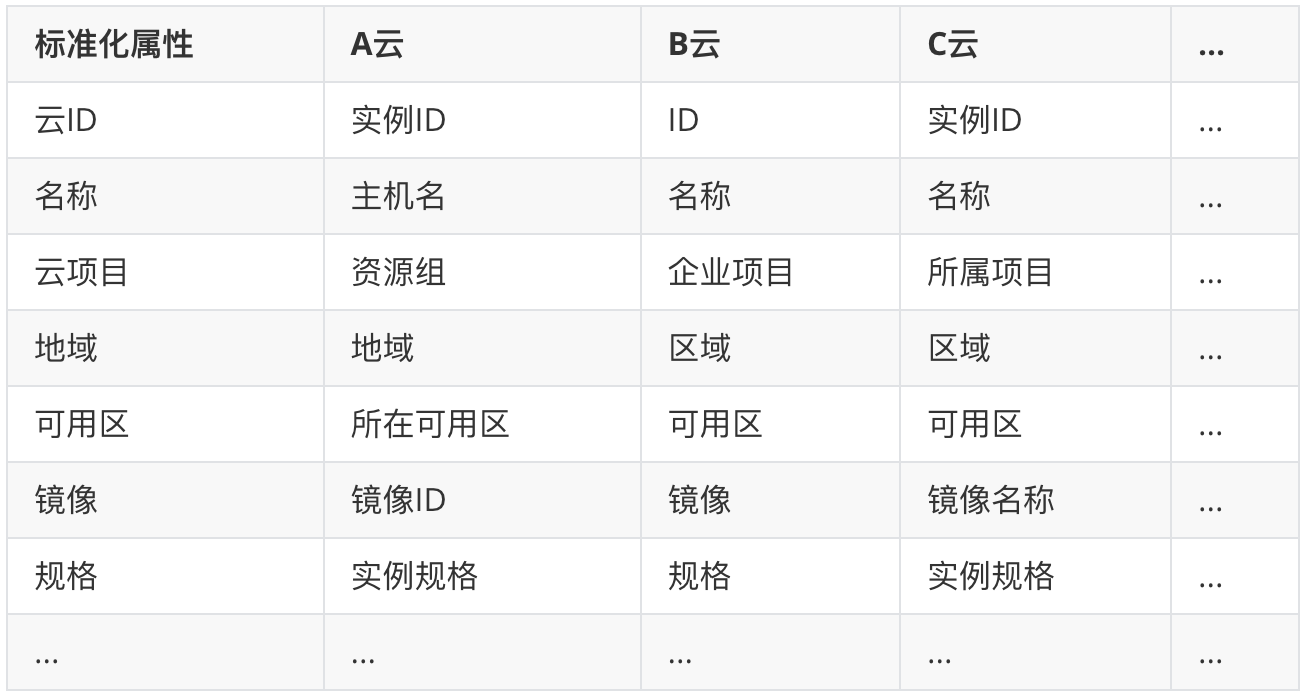 标准化属性 A云 B云 C云 ...
云ID 实例ID ID 实例ID ...
名称 主机名 名称 名称 ...
云项目 资源组 企业项目 所属项目 ...
地域 地域 区域 区域 ...
可用区 所在可用区 可用区 可用区 ...
镜像 镜像ID 镜像 镜像名称 ...
规格 实例规格 规格 实例规格 ...
... ... ... ... ...